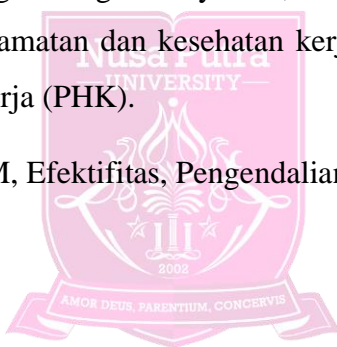 amatan dan kesehatan kerj
Nusa Putra
UNIVERSITY
rja (PHK).
M, Efektifitas, Pengendalian
2002
AMOR DEUS, PARENTIUM, CONCERVIS